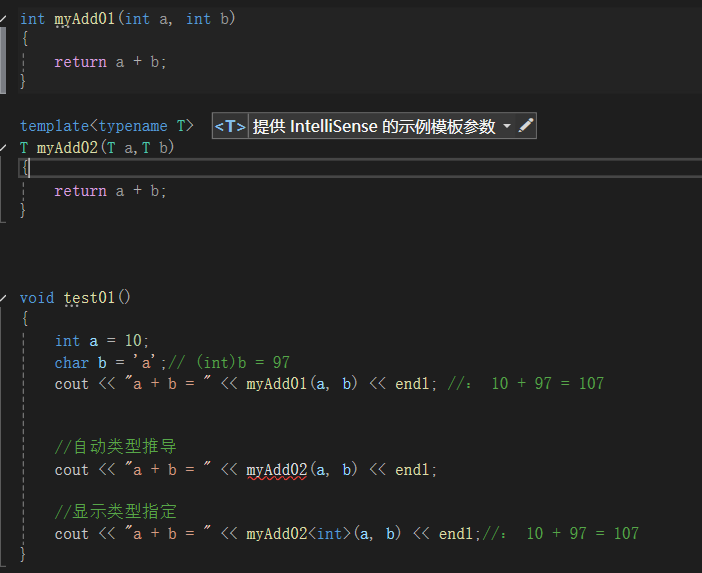 int myAdd01(int a, int b)
{
return a + b;
}
template<typename T> <T> 提供 IntelliSense 的示例模板参数
T myAdd02(T a,T b)
{
return a + b;
}
void test01()
{
int a = 10;
char b = 'a';// (int)b = 97
cout << "a + b = " << myAdd01(a, b) << endl; //： 10 + 97 = 107
//自动类型推导
cout << "a + b = " << myAdd02(a, b) << endl;
//显示类型指定
cout << "a + b = " << myAdd02<int>(a, b) << endl;//： 10 + 97 = 107
}